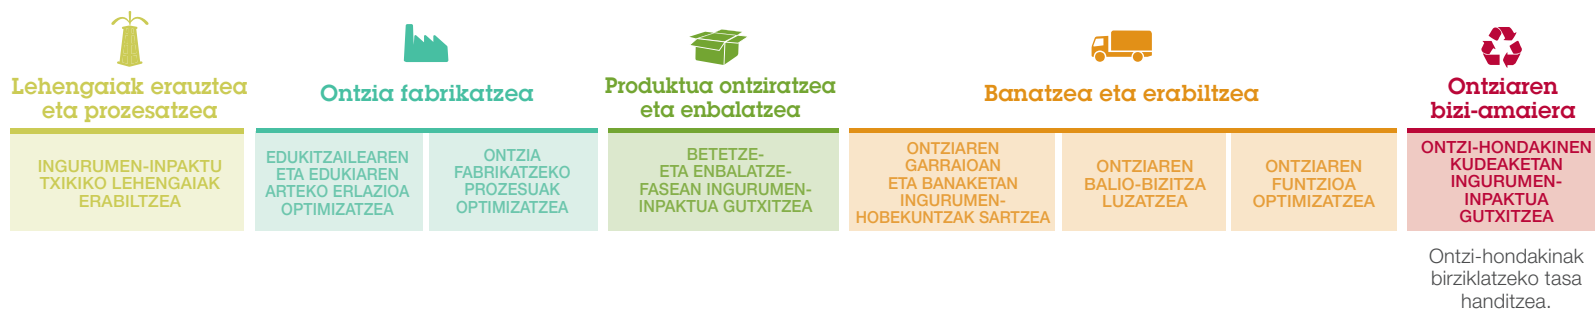 Lehengaiak erauztea
eta prozesatzea
INGURUMEN-INPAKTU
TXIKIKO LEHENGAIAK
ERABILTZEA
Ontzia fabrikatzea
EDUKITZAILEAREN
ETA EDUKIAREN
ARTEKO ERLAZIOA
OPTIMIZATZEA
ONTZIA
FABRIKATZEKO
PROZESUAK
OPTIMIZATZEA
Produktua ontziratzea
eta enbalatzea
BETETZE-
ETA ENBALATZE-
FASEAN INGURUMEN-
INPAKTUA GUTXITZEA
Banatzea eta erabiltzea
ONTZIAREN
GARRAIOAN
ETA BANAKETAN
INGURUMEN-
HOBEKUNTZAK SARTZEA
ONTZIAREN
BALIO-BIZITZA
LUZATZEA
ONTZIAREN
FUNTZIOA
OPTIMIZATZEA
Ontziaren
bizi-amaiera
ONTZI-HONDAKINEN
KUDEAKETAN
INGURUMEN-
INPAKTUA
GUTXITZEA
Ontzi-hondakinak
birziklatzeko tasa
handitzea.